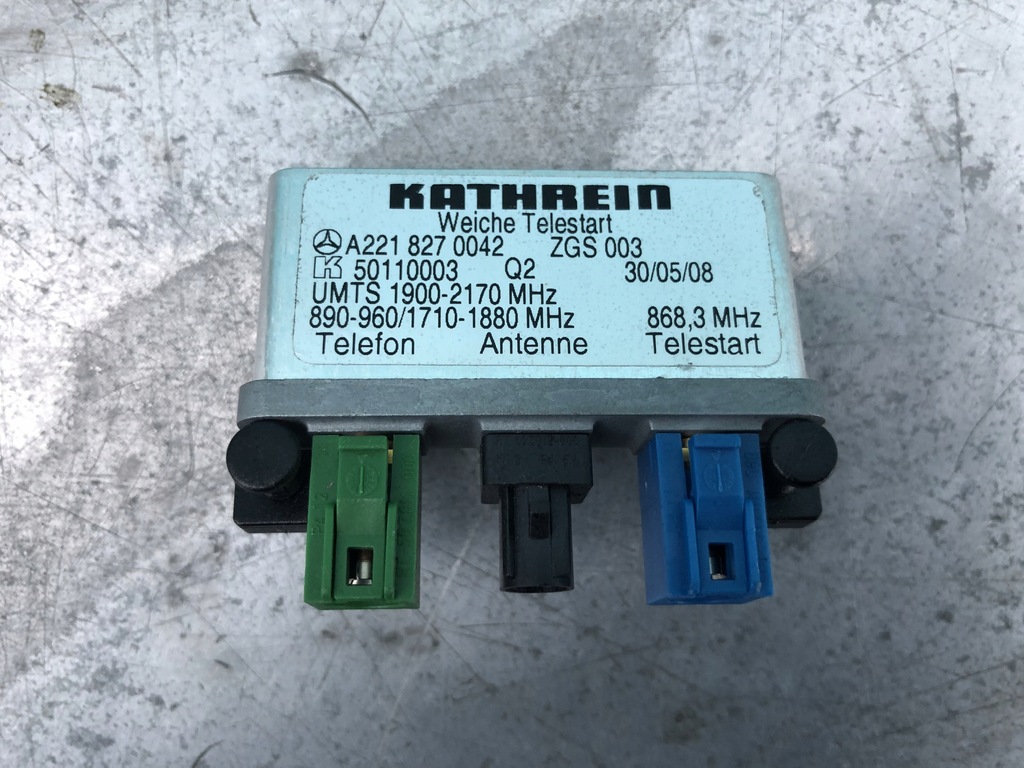 KATHREIN
Weiche Telestart
A221 827 0042 ZGS 003
K 50110003 Q2 30/05/08
UMTS 1900-2170 MHz
890-960/1710-1880 MHz 868,3 MHz
Telefon Antenne Telestart